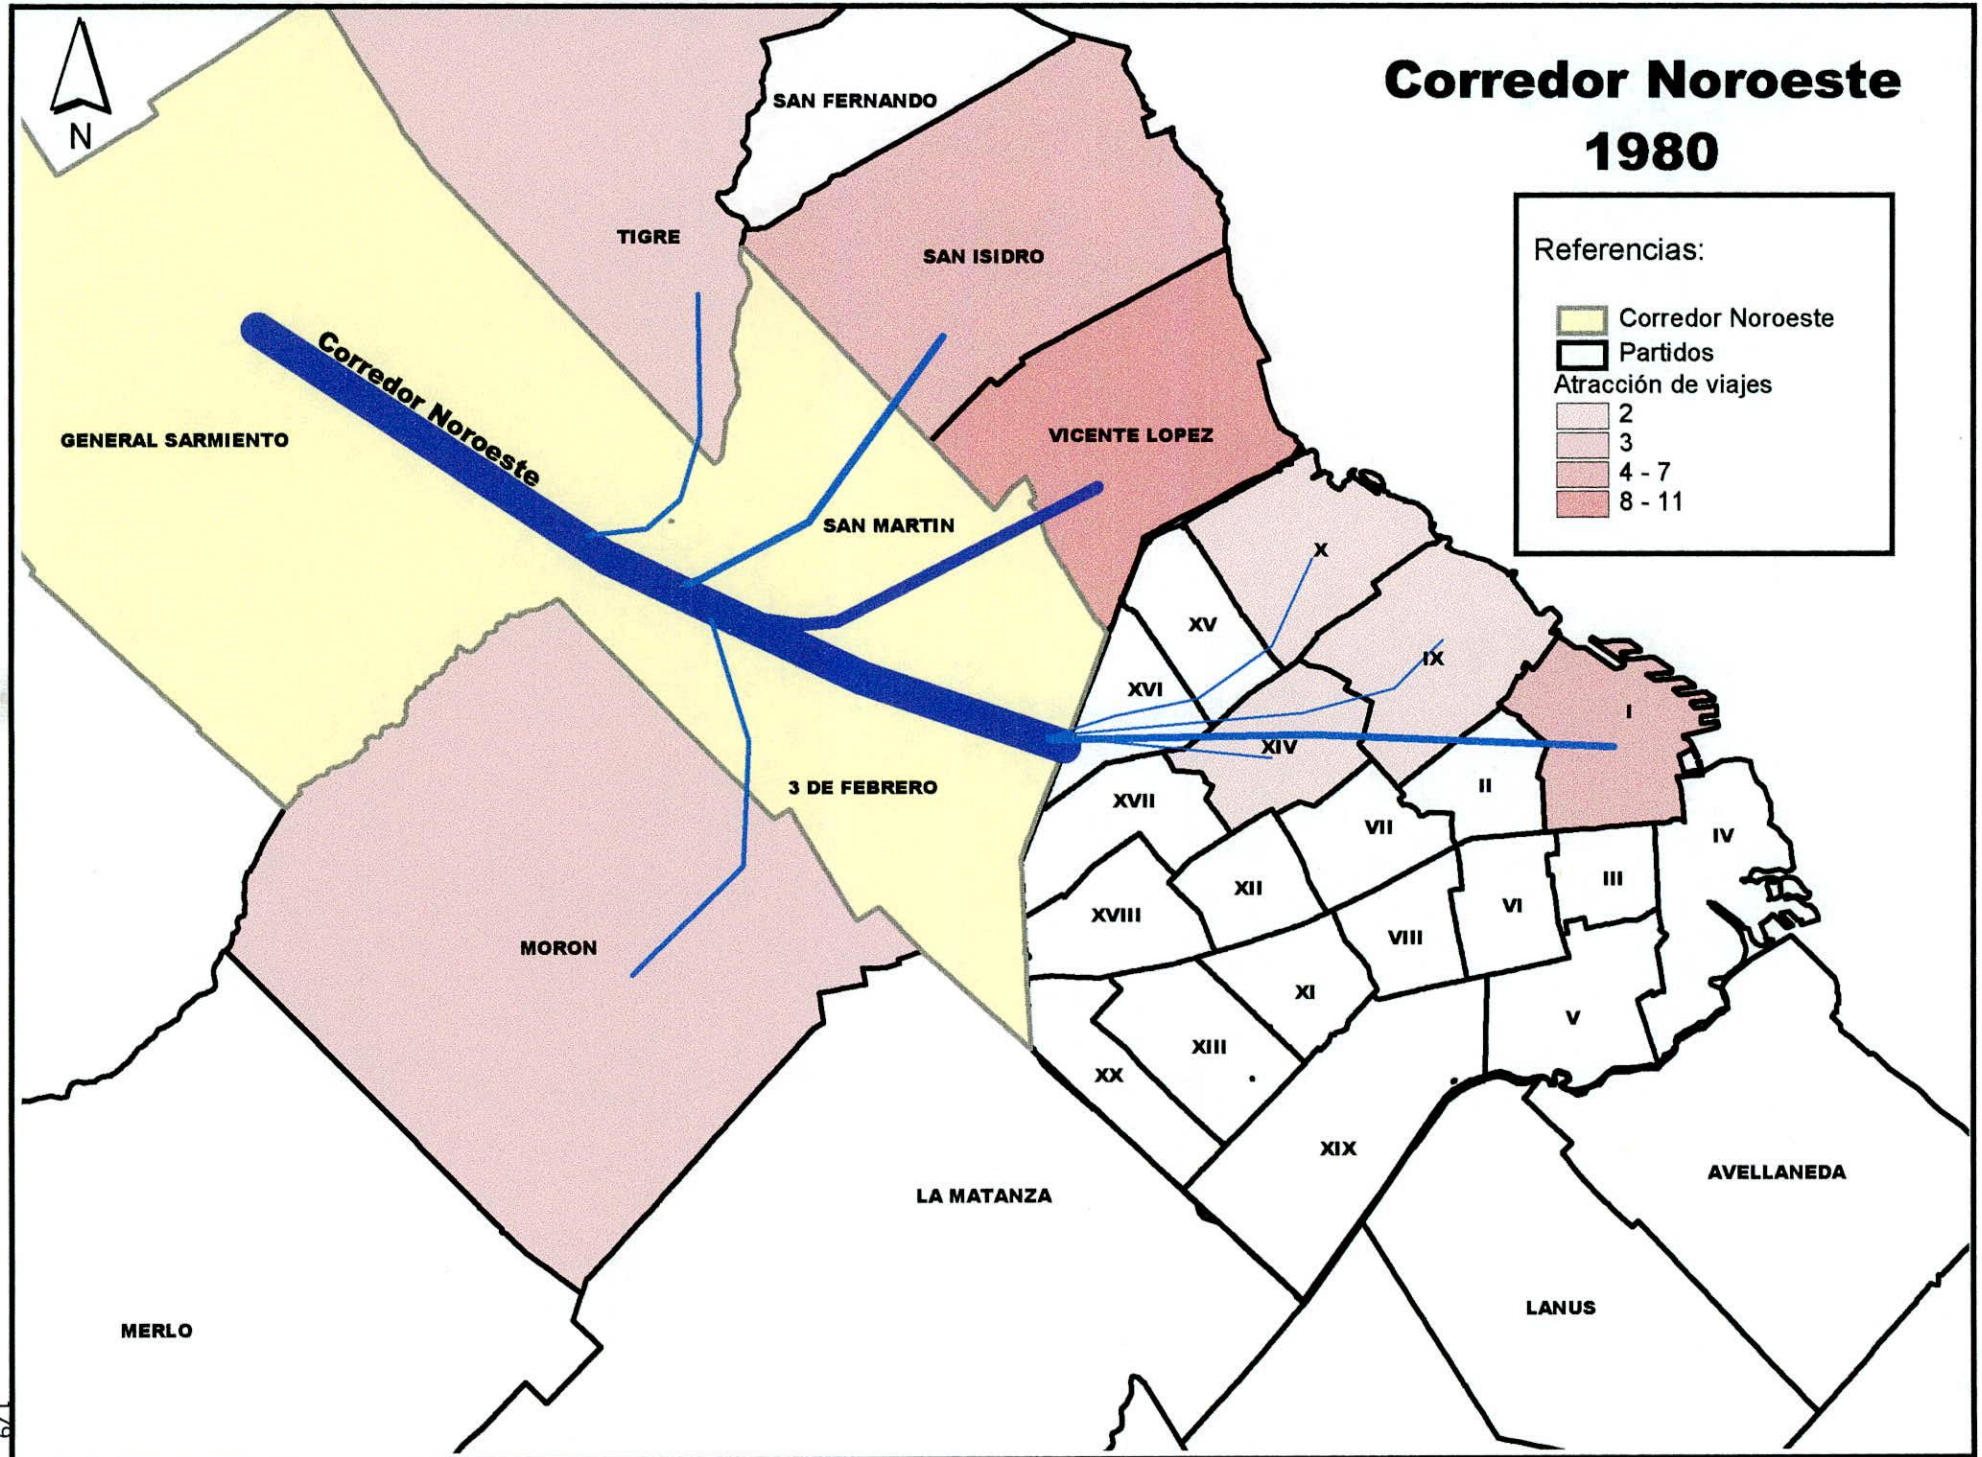 Corredor Noroeste
1980
N
Referencias:
Corredor Noroeste
Partidos
Atracción de viajes
2
3
4 - 7
8 - 11
SAN FERNANDO
TIGRE
SAN ISIDRO
Corredor Noroeste
GENERAL SARMIENTO
VICENTE LOPEZ
SAN MARTIN
X
XV
IX
XVI
I
XIV
3 DE FEBRERO
XVII
II
VII
IV
XII
III
XVIII
VI
VIII
MORON
XI
V
XIII
XX
XIX
AVELLANEDA
LA MATANZA
LANUS
MERLO